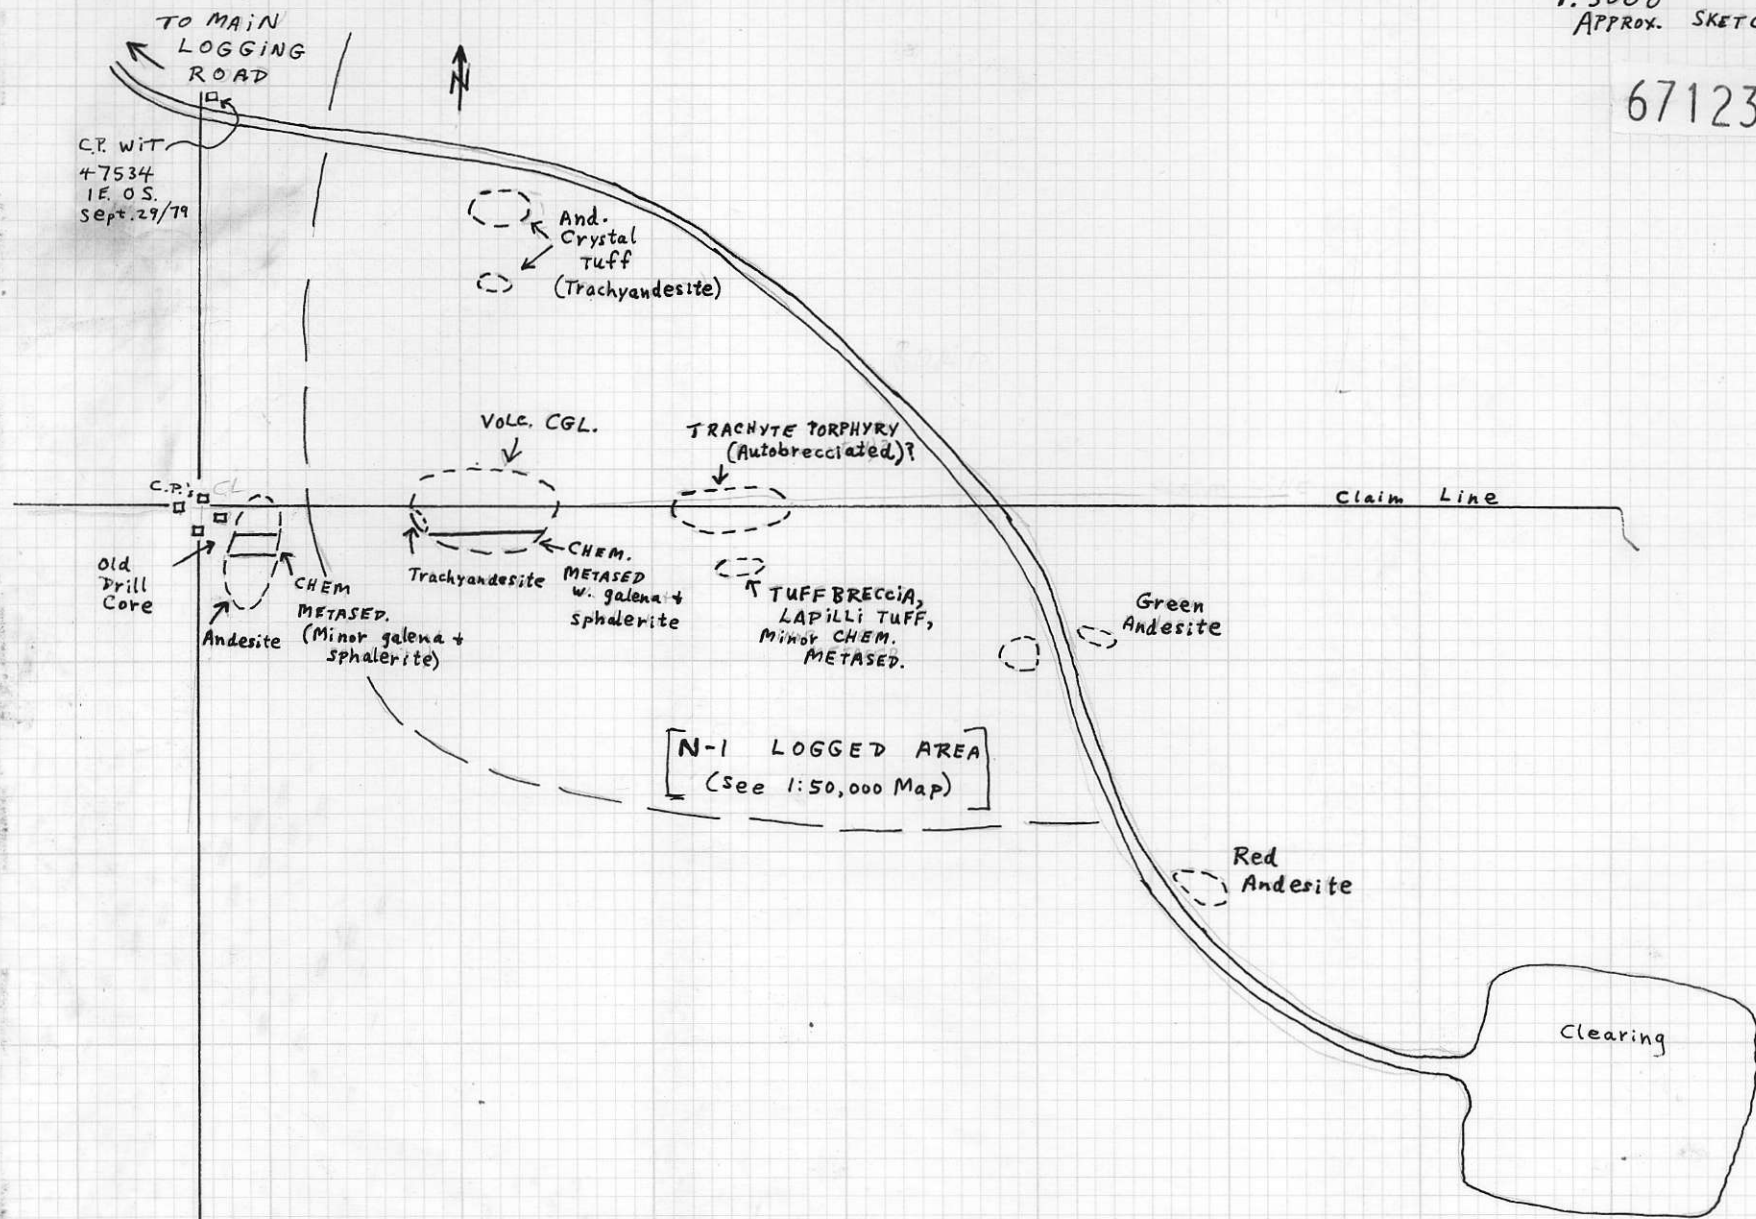 TO MAIN
LOGGING
ROAD
N
APPROX.
67123
C.P. WIT
47534
1E. OS.
Sept. 29/79
And.
Crystal
Tuff
(Trachyandesite)
VOLC. CGL.
TRACHYTE PORPHYRY
(Autobrecciated)?
C.P.'s
CL
Claim Line
Old
Drill
Core
Andesite
CHEM
METASED.
(Minor galena +
sphalerite)
Trachyandesite
CHEM.
METASED
w. galena +
sphalerite
TUFF BRECCIA,
LAPILLI TUFF,
Minor CHEM.
METASED.
Green
Andesite
[N-1 LOGGED AREA
(See 1:50,000 Map)]
Red
Andesite
Clearing